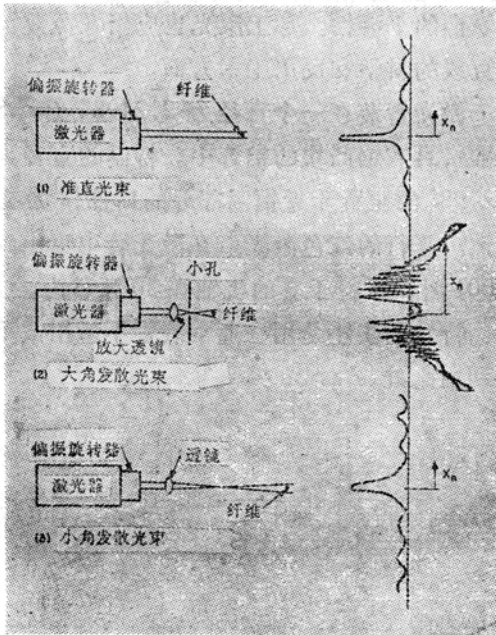 偏振旋转器
纤维
激光器
Xn
(1) 准直光束
偏振旋转器
小孔
激光器
纤维
Xn
放大透镜
(2) 大角发散光束
偏振旋转器
透镜
激光器
纤维
Xn
(3) 小角发散光束